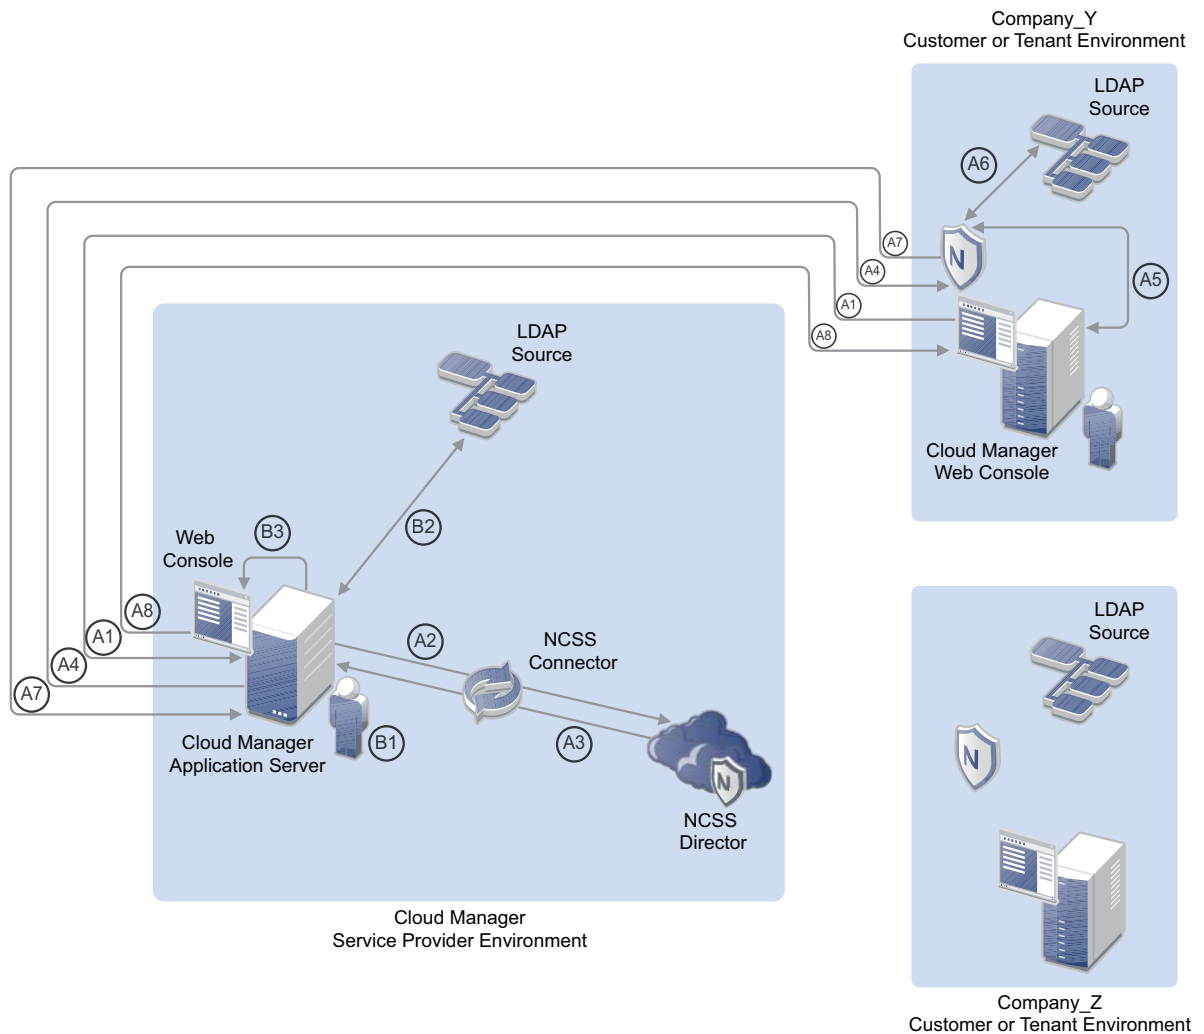 Company_Y
Customer or Tenant Environment
LDAP
Source
A6
A7
N
A4
A5
A1
A8
Cloud Manager
Web Console
LDAP
Source
B2
Web
Console
B3
A8
A1
A4
A7
A2
NCSS
Connector
B1
A3
Cloud Manager
Application Server
N
NCSS
Director
Cloud Manager
Service Provider Environment
LDAP
Source
N
Company_Z
Customer or Tenant Environment